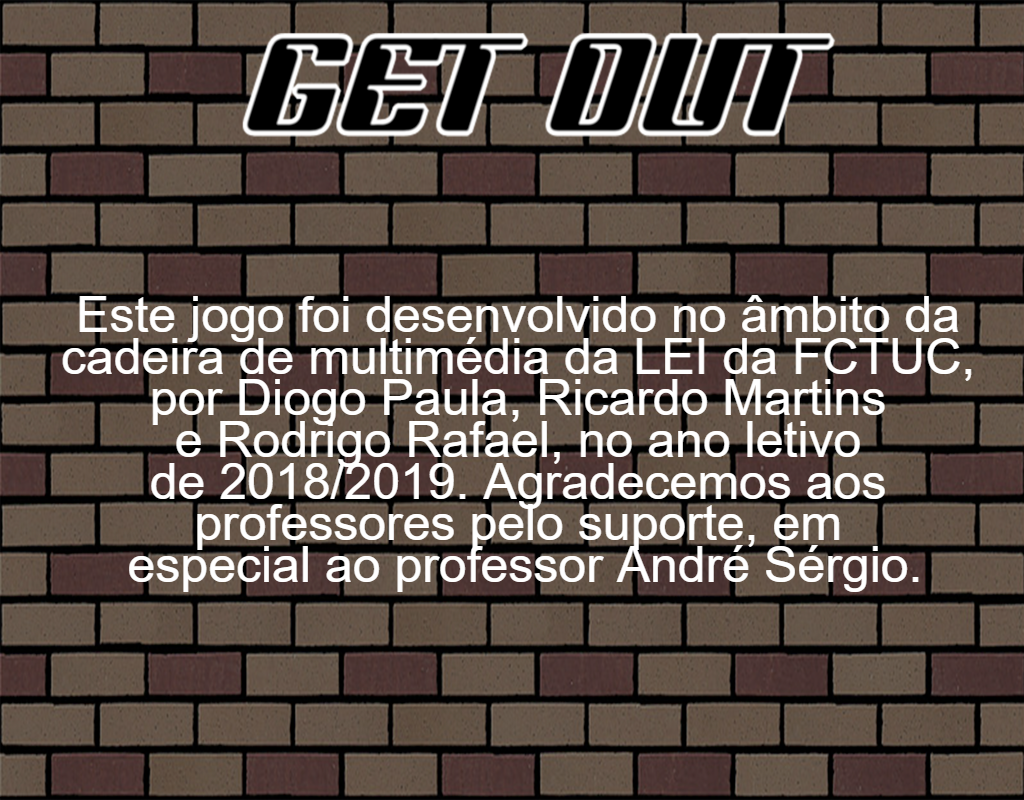 GET OUT
Este jogo foi desenvolvido no âmbito da
cadeira de multimédia da LEI da FCTUC,
por Diogo Paula, Ricardo Martins
e Rodrigo Rafael, no ano letivo
de 2018/2019. Agradecemos aos
professores pelo suporte, em
especial ao professor André Sérgio.